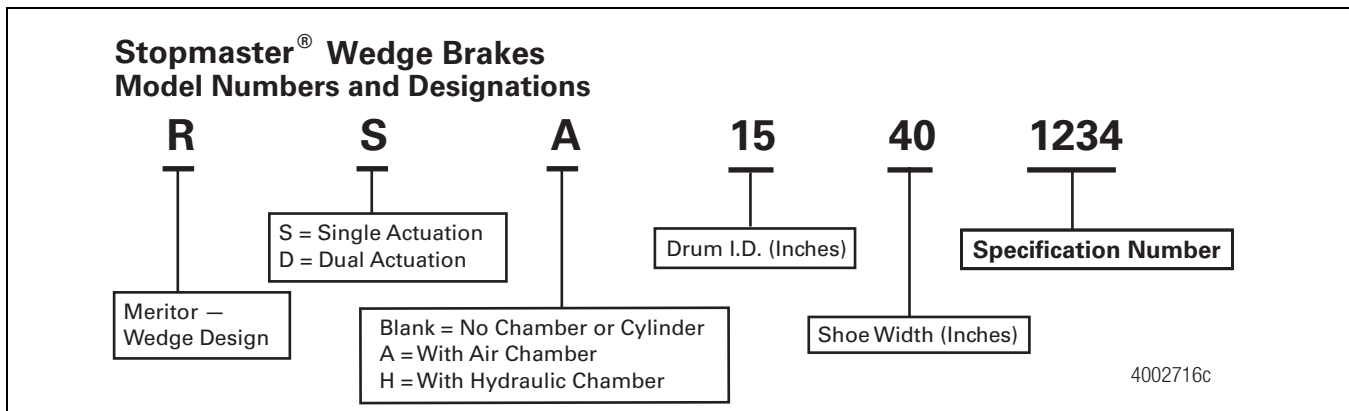 Stopmaster® Wedge Brakes
Model Numbers and Designations
R S A 15 40 1234
S = Single Actuation
D = Dual Actuation
Drum I.D. (Inches)
Specification Number
Meritor —
Wedge Design
Blank = No Chamber or Cylinder
A = With Air Chamber
H = With Hydraulic Chamber
Shoe Width (Inches)
4002716c